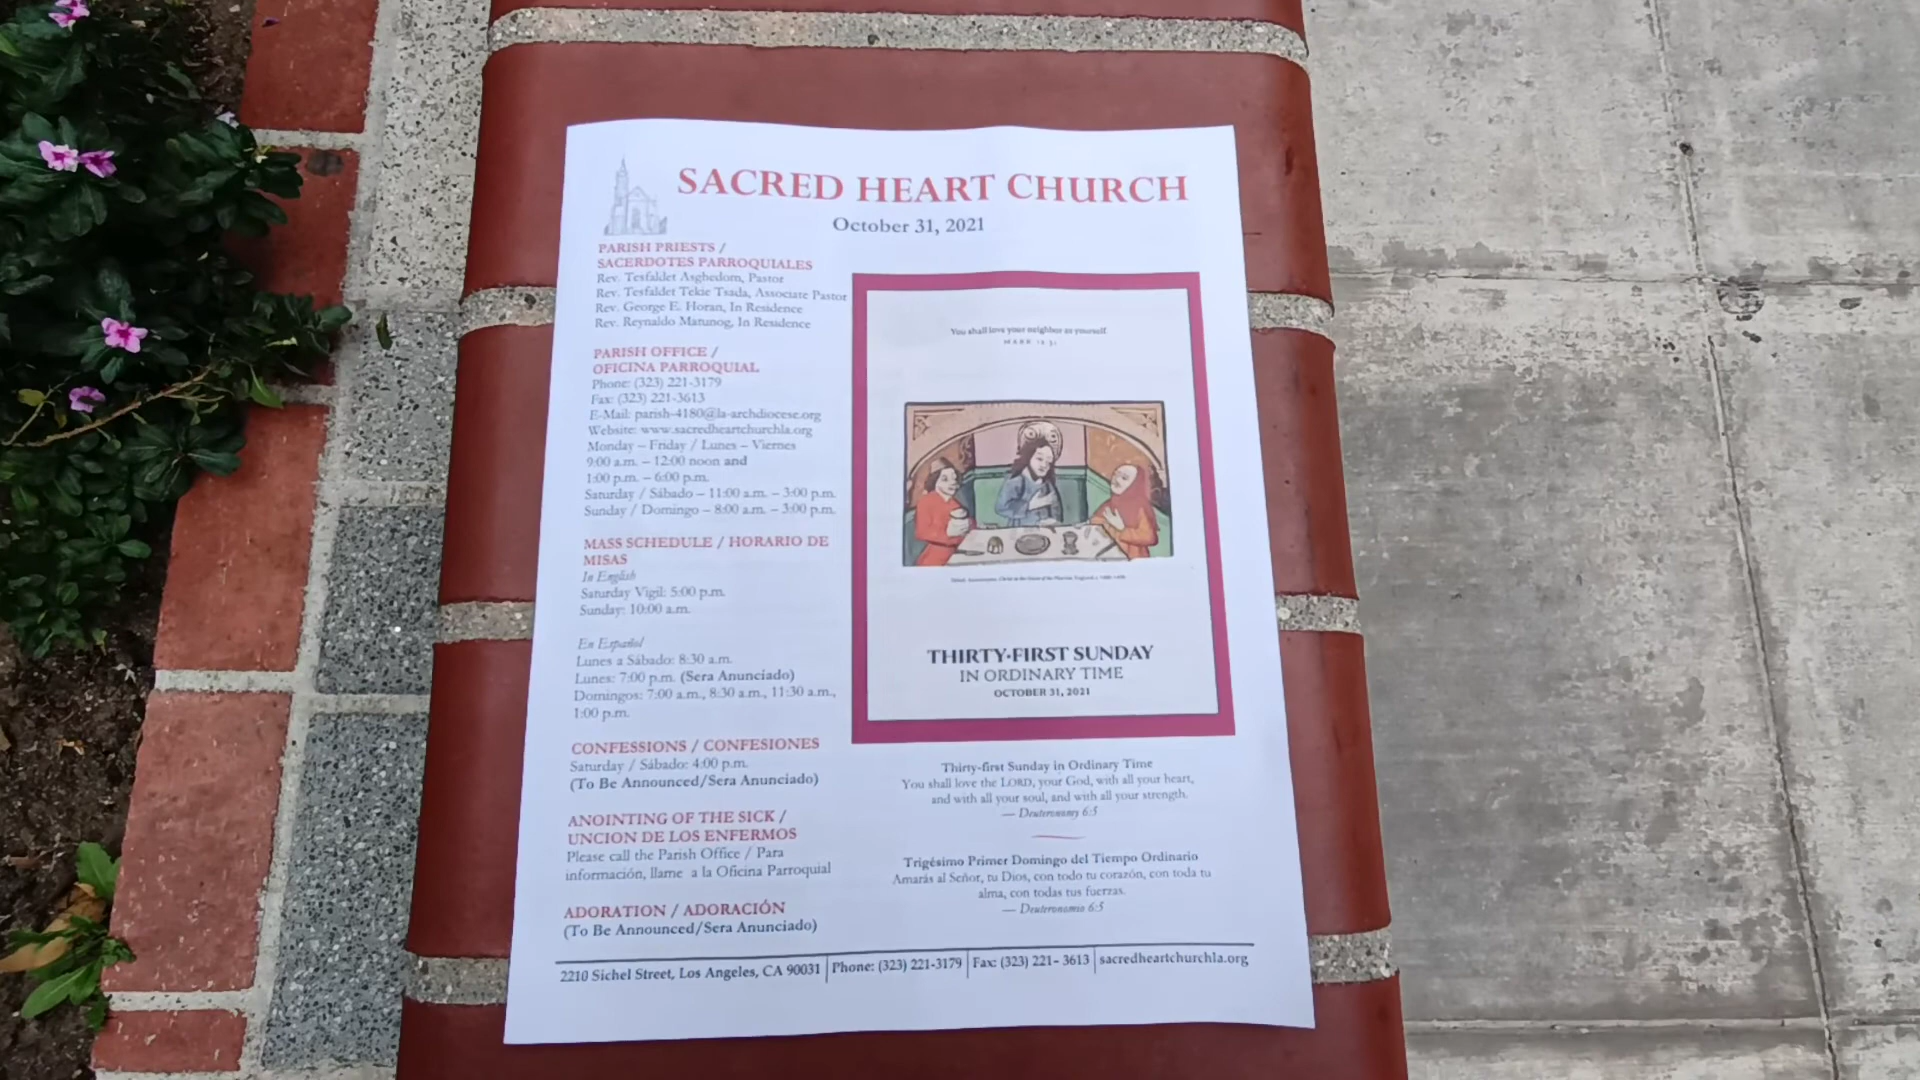 SACRED HEART CHURCH
October 31, 2021
PARISH PRIESTS /
SACERDOTES PARROQUIALES
Rev. Tesfaldet Asghedom, Pastor
Rev. Tesfaldet Tekie Tsada, Associate Pastor
Rev. George E. Horan, In Residence
Rev. Reynaldo Matunog, In Residence
PARISH OFFICE /
OFICINA PARROQUIAL
Phone: (323) 221-3179
Fax: (323) 221-3613
E-Mail: parish-4180@la-archdiocese.org
Website: www.sacredheartchurchla.org
Monday – Friday / Lunes – Viernes
9:00 a.m. – 12:00 noon and
1:00 p.m. – 6:00 p.m.
Saturday / Sábado – 11:00 a.m. – 3:00 p.m.
Sunday / Domingo – 8:00 a.m. – 3:00 p.m.
MASS SCHEDULE / HORARIO DE
MISAS
In English
Saturday Vigil: 5:00 p.m.
Sunday: 10:00 a.m.
En Español
Lunes a Sábado: 8:30 a.m.
Lunes: 7:00 p.m. (Sera Anunciado)
Domingos: 7:00 a.m., 8:30 a.m., 11:30 a.m.,
1:00 p.m.
CONFESSIONS / CONFESIONES
Saturday / Sábado: 4:00 p.m.
(To Be Announced/Sera Anunciado)
ANOINTING OF THE SICK /
UNCION DE LOS ENFERMOS
Please call the Parish Office / Para
información, llame a la Oficina Parroquial
ADORATION / ADORACIÓN
(To Be Announced/Sera Anunciado)
You shall love your neighbor as yourself.
MARK 12:31
THIRTY-FIRST SUNDAY
IN ORDINARY TIME
OCTOBER 31, 2021
Thirty-first Sunday in Ordinary Time
You shall love the LORD, your God, with all your heart,
and with all your soul, and with all your strength.
— Deuteronomy 6:5
Trigésimo Primer Domingo del Tiempo Ordinario
Amarás al Señor, tu Dios, con todo tu corazón, con toda tu
alma, con todas tus fuerzas.
— Deuteronomio 6:5
2210 Sichel Street, Los Angeles, CA 90031 | Phone: (323) 221-3179 | Fax: (323) 221- 3613 | sacredheartchurchla.org